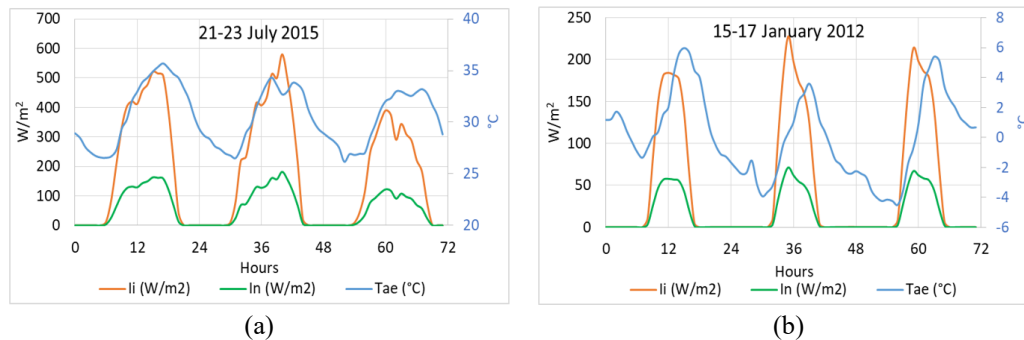 21-23 July 2015
700
600
500
400
300
200
100
0
W/m²
40
35
30
25
20
°C
0 12 24 36 48 60 72
Hours
Ii (W/m2) In (W/m2) Tae (°C)
(a)
15-17 January 2012
250
200
150
100
50
0
W/m²
8
6
4
2
0
-2
-4
-6
°C
0 12 24 36 48 60 72
Hours
Ii (W/m2) In (W/m2) Tae (°C)
(b)